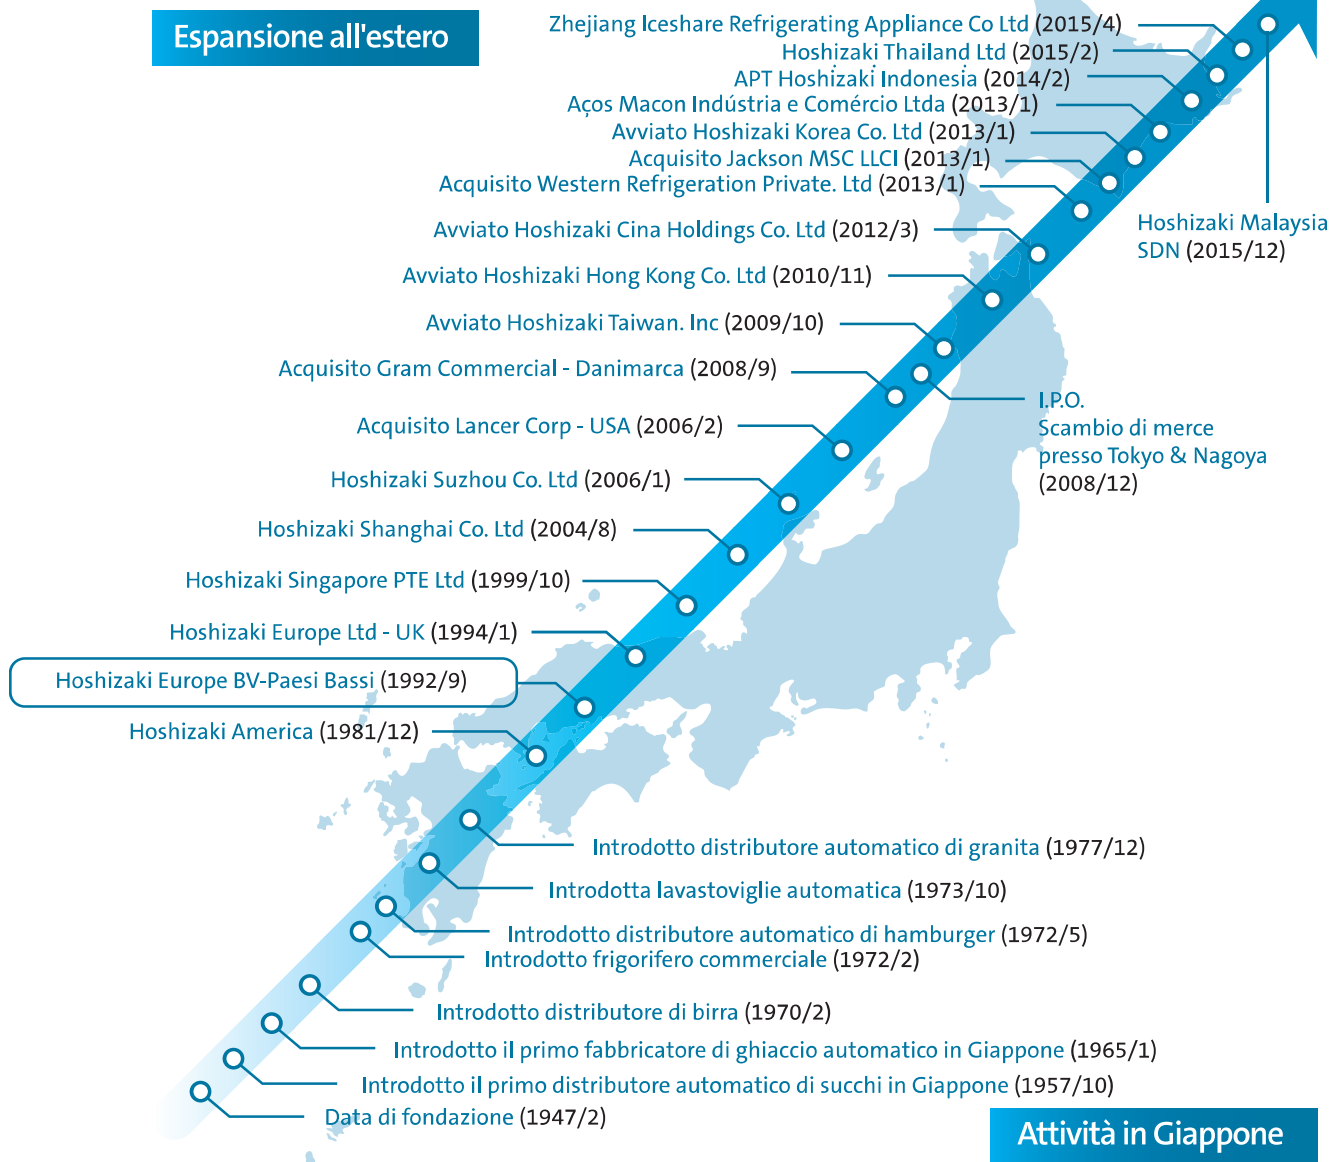 Espansione all'estero
Zhejiang Iceshare Refrigerating Appliance Co Ltd (2015/4)
Hoshizaki Thailand Ltd (2015/2)
APT Hoshizaki Indonesia (2014/2)
Aços Macon Indústria e Comércio Ltda (2013/1)
Avviato Hoshizaki Korea Co. Ltd (2013/1)
Acquisito Jackson MSC LLCI (2013/1)
Acquisito Western Refrigeration Private. Ltd (2013/1)
Hoshizaki Malaysia
SDN (2015/12)
Avviato Hoshizaki Cina Holdings Co. Ltd (2012/3)
Avviato Hoshizaki Hong Kong Co. Ltd (2010/11)
Avviato Hoshizaki Taiwan. Inc (2009/10)
Acquisito Gram Commercial - Danimarca (2008/9)
I.P.O.
Scambio di merce
presso Tokyo & Nagoya
(2008/12)
Acquisito Lancer Corp - USA (2006/2)
Hoshizaki Suzhou Co. Ltd (2006/1)
Hoshizaki Shanghai Co. Ltd (2004/8)
Hoshizaki Singapore PTE Ltd (1999/10)
Hoshizaki Europe Ltd - UK (1994/1)
Hoshizaki Europe BV-Paesi Bassi (1992/9)
Hoshizaki America (1981/12)
Introdotto distributore automatico di granita (1977/12)
Introdotta lavastoviglie automatica (1973/10)
Introdotto distributore automatico di hamburger (1972/5)
Introdotto frigorifero commerciale (1972/2)
Introdotto distributore di birra (1970/2)
Introdotto il primo fabbricatore di ghiaccio automatico in Giappone (1965/1)
Introdotto il primo distributore automatico di succhi in Giappone (1957/10)
Data di fondazione (1947/2)
Attività in Giappone